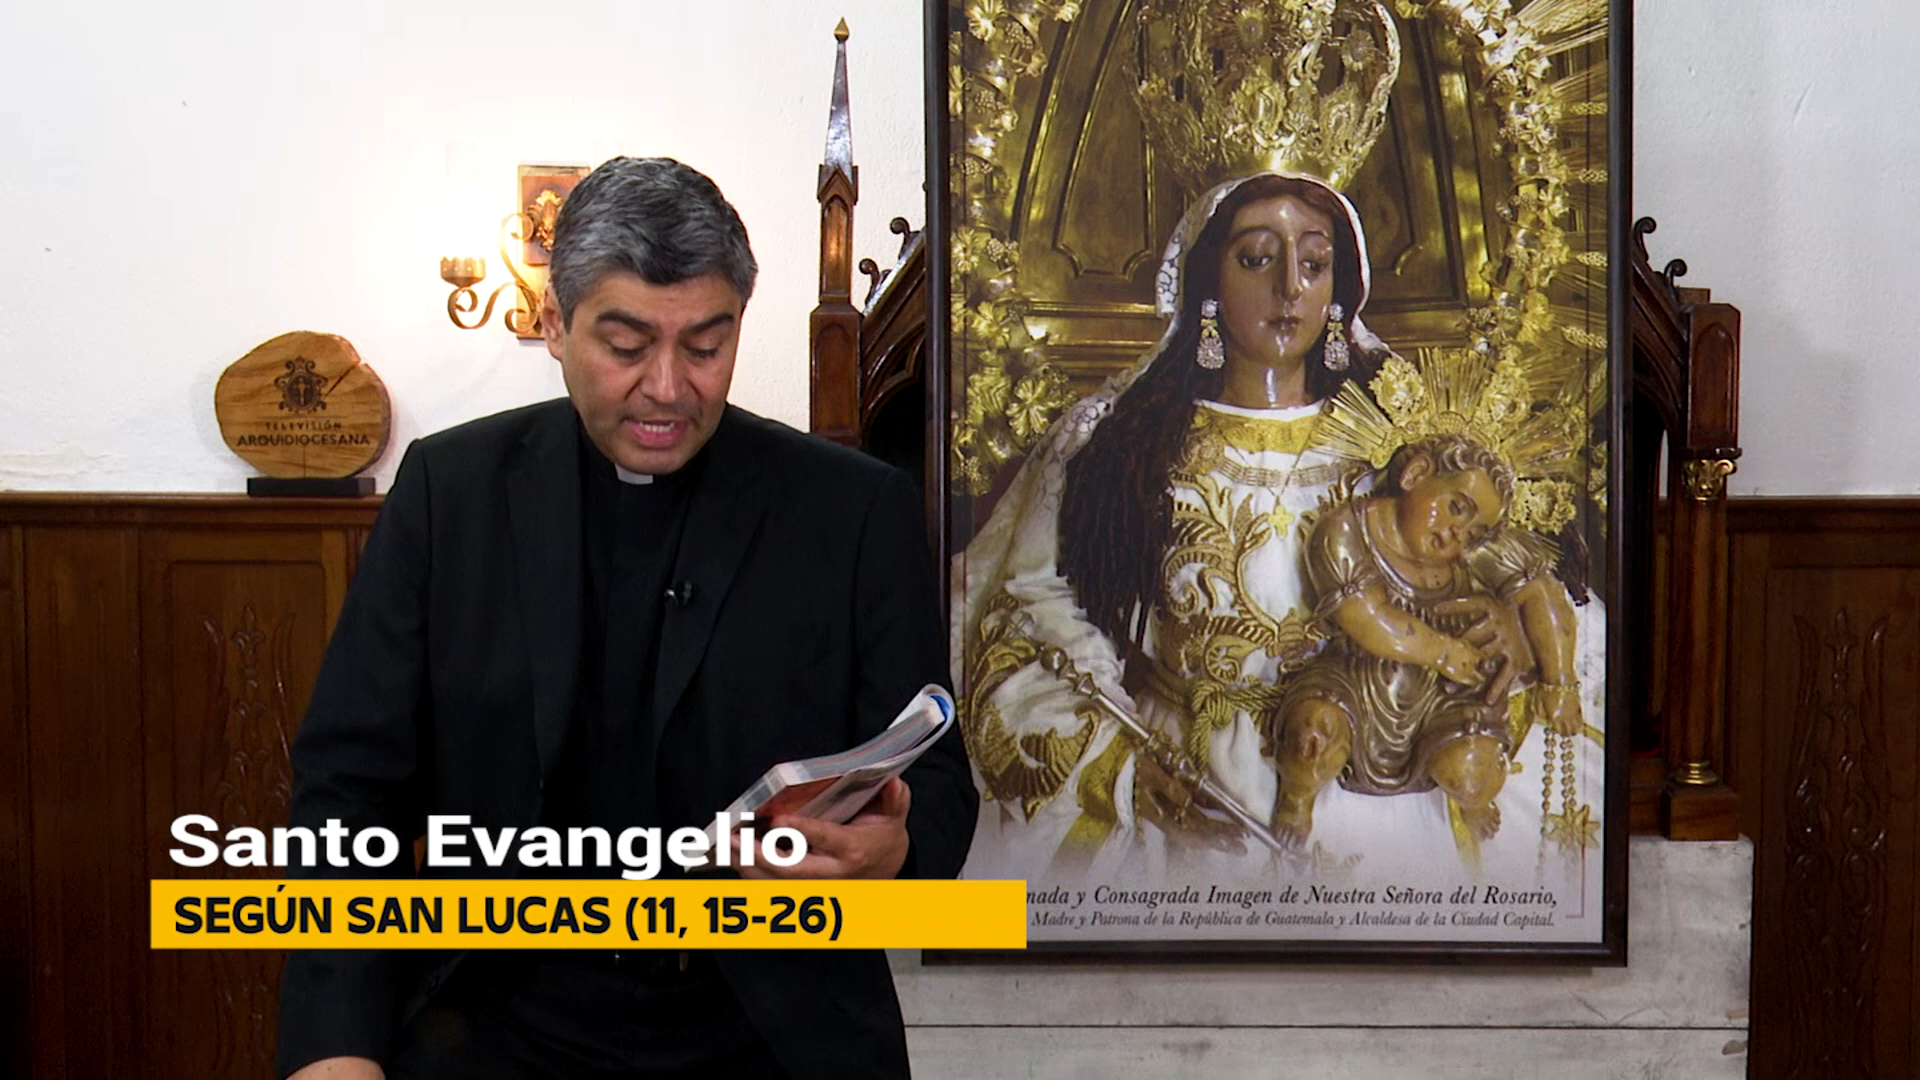 TELEVISIÓN
ARQUIDIOCESANA
Santo Evangelio
SEGÚN SAN LUCAS (11, 15-26)
y Consagrada Imagen de Nuestra Señora del Rosario,
Madre y Patrona de la República de Guatemala y Alcaldesa de la Ciudad Capital.